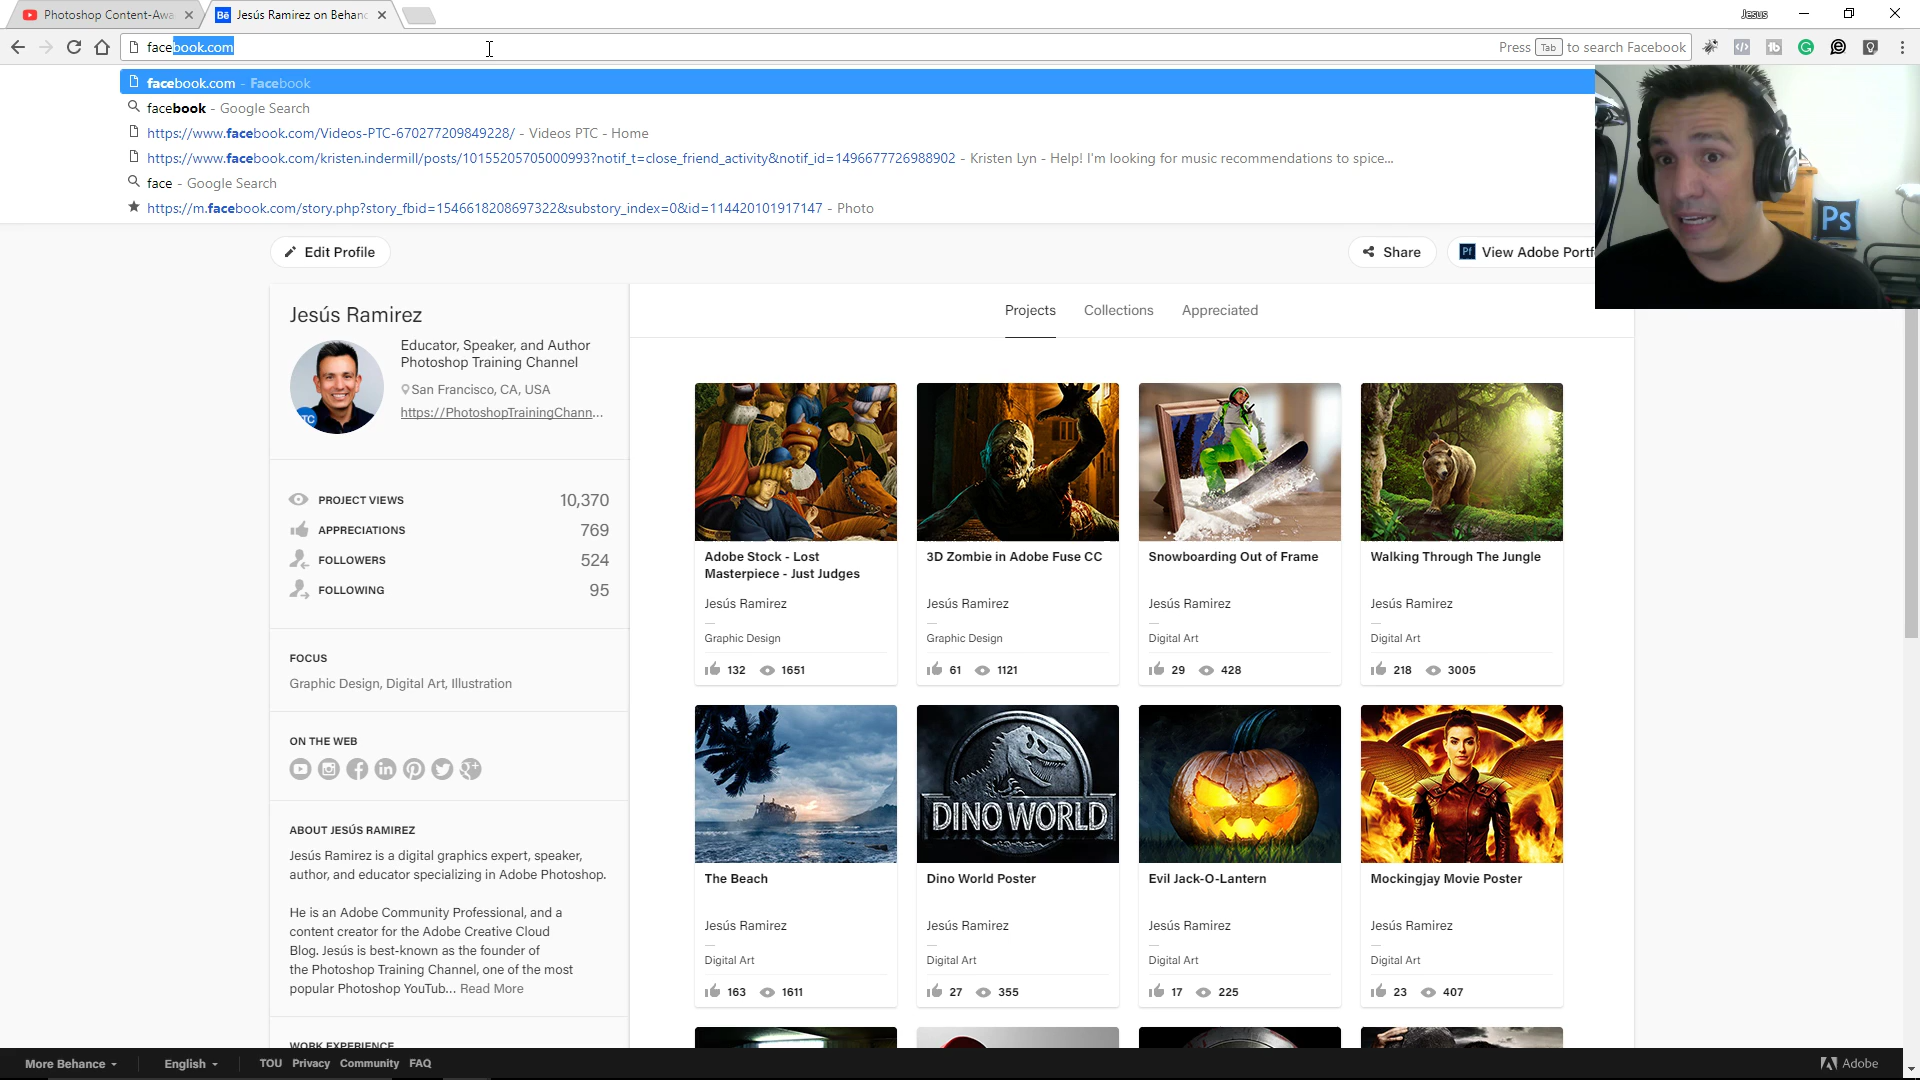 Photoshop Content-Awa
Bē Jesús Ramirez on Behanc
Jesus
facebook.com
Press Tab to search Facebook
facebook.com - Facebook
facebook - Google Search
https://www.facebook.com/Videos-PTC-670277209849228/ - Videos PTC - Home
https://www.facebook.com/kristen.indermill/posts/10155205705000993?notif_t=close_friend_activity&notif_id=1496677726988902 - Kristen Lyn - Help! I'm looking for music recommendations to spice...
face - Google Search
https://m.facebook.com/story.php?story_fbid=1546618208697322&substory_index=0&id=114420101917147 - Photo
Ps
Edit Profile
Share
Pf View Adobe Portf
Jesús Ramirez
Educator, Speaker, and Author
Photoshop Training Channel
San Francisco, CA, USA
https://PhotoshopTrainingChann...
TC
PROJECT VIEWS 10,370
APPRECIATIONS 769
FOLLOWERS 524
FOLLOWING 95
FOCUS
Graphic Design, Digital Art, Illustration
ON THE WEB
ABOUT JESÚS RAMIREZ
Jesús Ramirez is a digital graphics expert, speaker,
author, and educator specializing in Adobe Photoshop.
He is an Adobe Community Professional, and a
content creator for the Adobe Creative Cloud
Blog. Jesús is best-known as the founder of
the Photoshop Training Channel, one of the most
popular Photoshop YouTub... Read More
WORK EXPERIENCE
Projects Collections Appreciated
Adobe Stock - Lost
Masterpiece - Just Judges
Jesús Ramirez
Graphic Design
132 1651
3D Zombie in Adobe Fuse CC
Jesús Ramirez
Graphic Design
61 1121
Snowboarding Out of Frame
Jesús Ramirez
Digital Art
29 428
Walking Through The Jungle
Jesús Ramirez
Digital Art
218 3005
The Beach
Jesús Ramirez
Digital Art
163 1611
DINO WORLD
Dino World Poster
Jesús Ramirez
Digital Art
27 355
Evil Jack-O-Lantern
Jesús Ramirez
Digital Art
17 225
Mockingjay Movie Poster
Jesús Ramirez
Digital Art
23 407
More Behance English TOU Privacy Community FAQ
Adobe